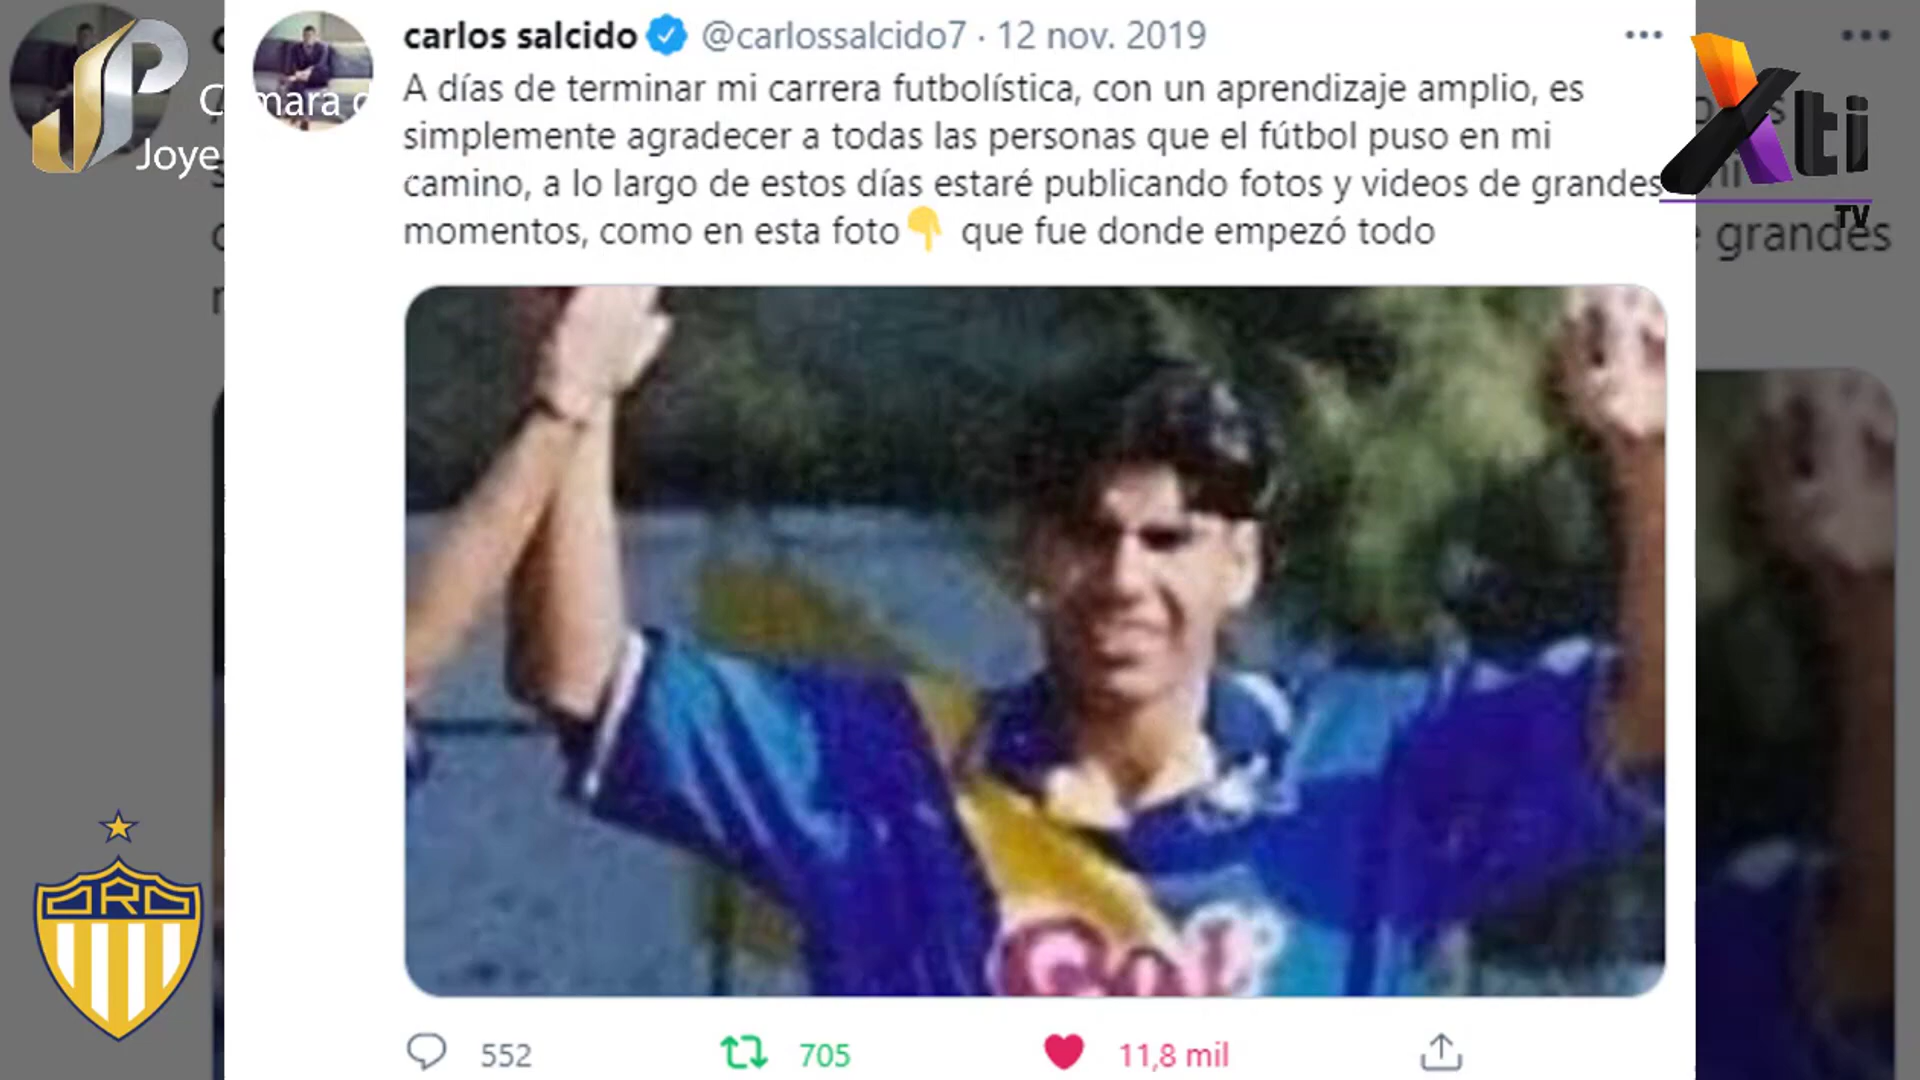 carlos salcido @carlossalcido7 · 12 nov. 2019
A días de terminar mi carrera futbolística, con un aprendizaje amplio, es
simplemente agradecer a todas las personas que el fútbol puso en mi
camino, a lo largo de estos días estaré publicando fotos y videos de grandes
momentos, como en esta foto👇 que fue donde empezó todo
JP
Cámara d
Joye
Xti
TV
grandes
ORO
552
705
11,8 mil